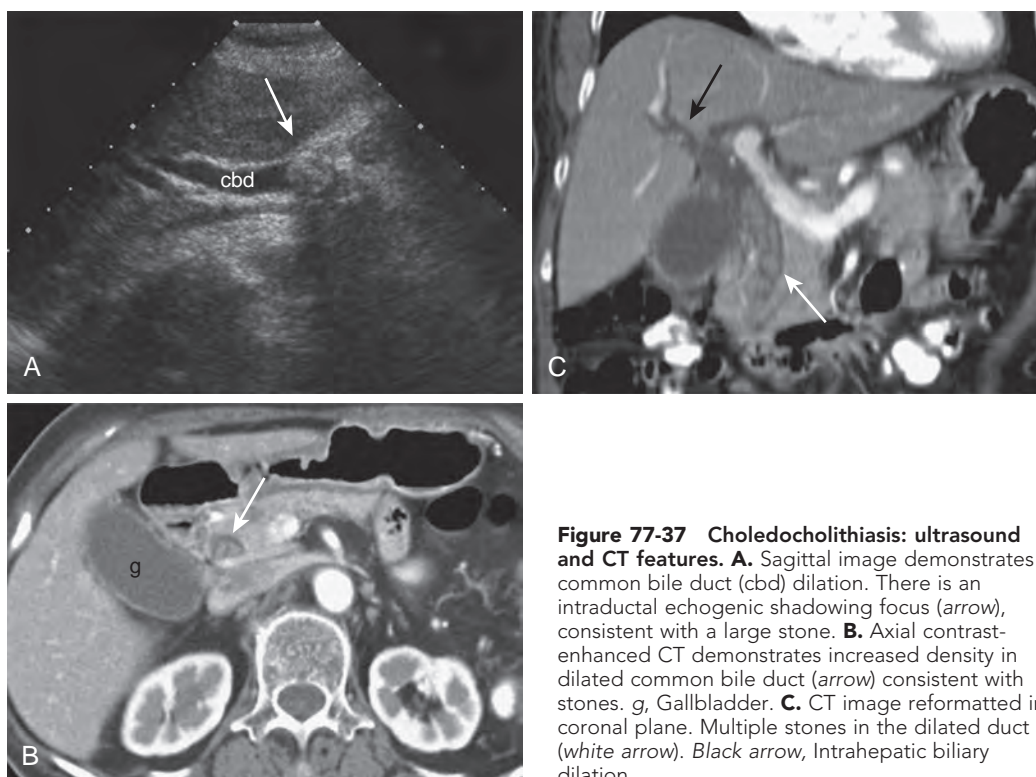 cbd
A
C
g
B
Figure 77-37 Choledocholithiasis: ultrasound
and CT features. A. Sagittal image demonstrates
common bile duct (cbd) dilation. There is an
intraductal echogenic shadowing focus (arrow),
consistent with a large stone. B. Axial contrast-
enhanced CT demonstrates increased density in
dilated common bile duct (arrow) consistent with
stones. g, Gallbladder. C. CT image reformatted in
coronal plane. Multiple stones in the dilated duct
(white arrow). Black arrow, Intrahepatic biliary
dilation